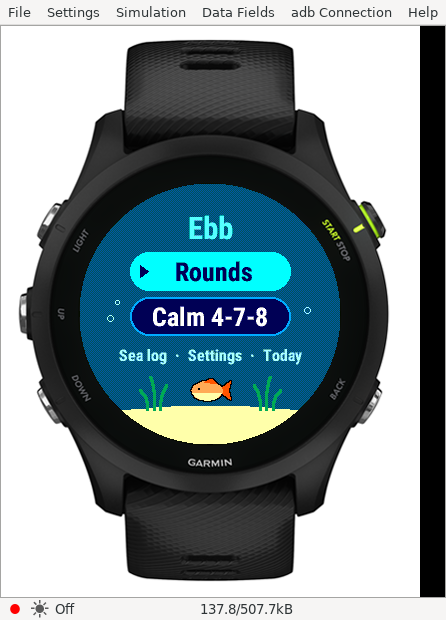 File Settings Simulation Data Fields adb Connection Help
LIGHT
START STOP
Ebb
Rounds
UP
Calm 4-7-8
Sea log · Settings · Today
DOWN
BACK
GARMIN
Off 137.8/507.7kB